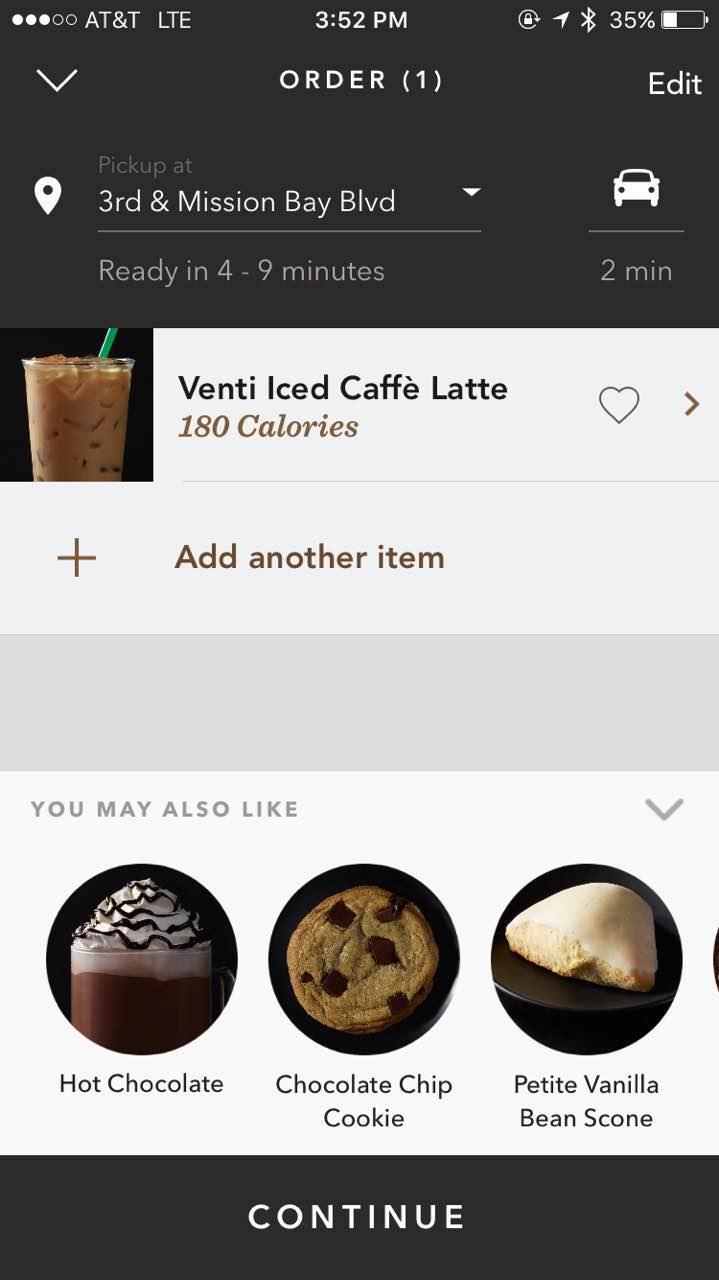 AT&T LTE 3:52 PM 35%
ORDER (1) Edit
Pickup at
3rd & Mission Bay Blvd
Ready in 4 - 9 minutes 2 min
Venti Iced Caffè Latte
180 Calories
Add another item
YOU MAY ALSO LIKE
Hot Chocolate
Chocolate Chip
Cookie
Petite Vanilla
Bean Scone
CONTINUE